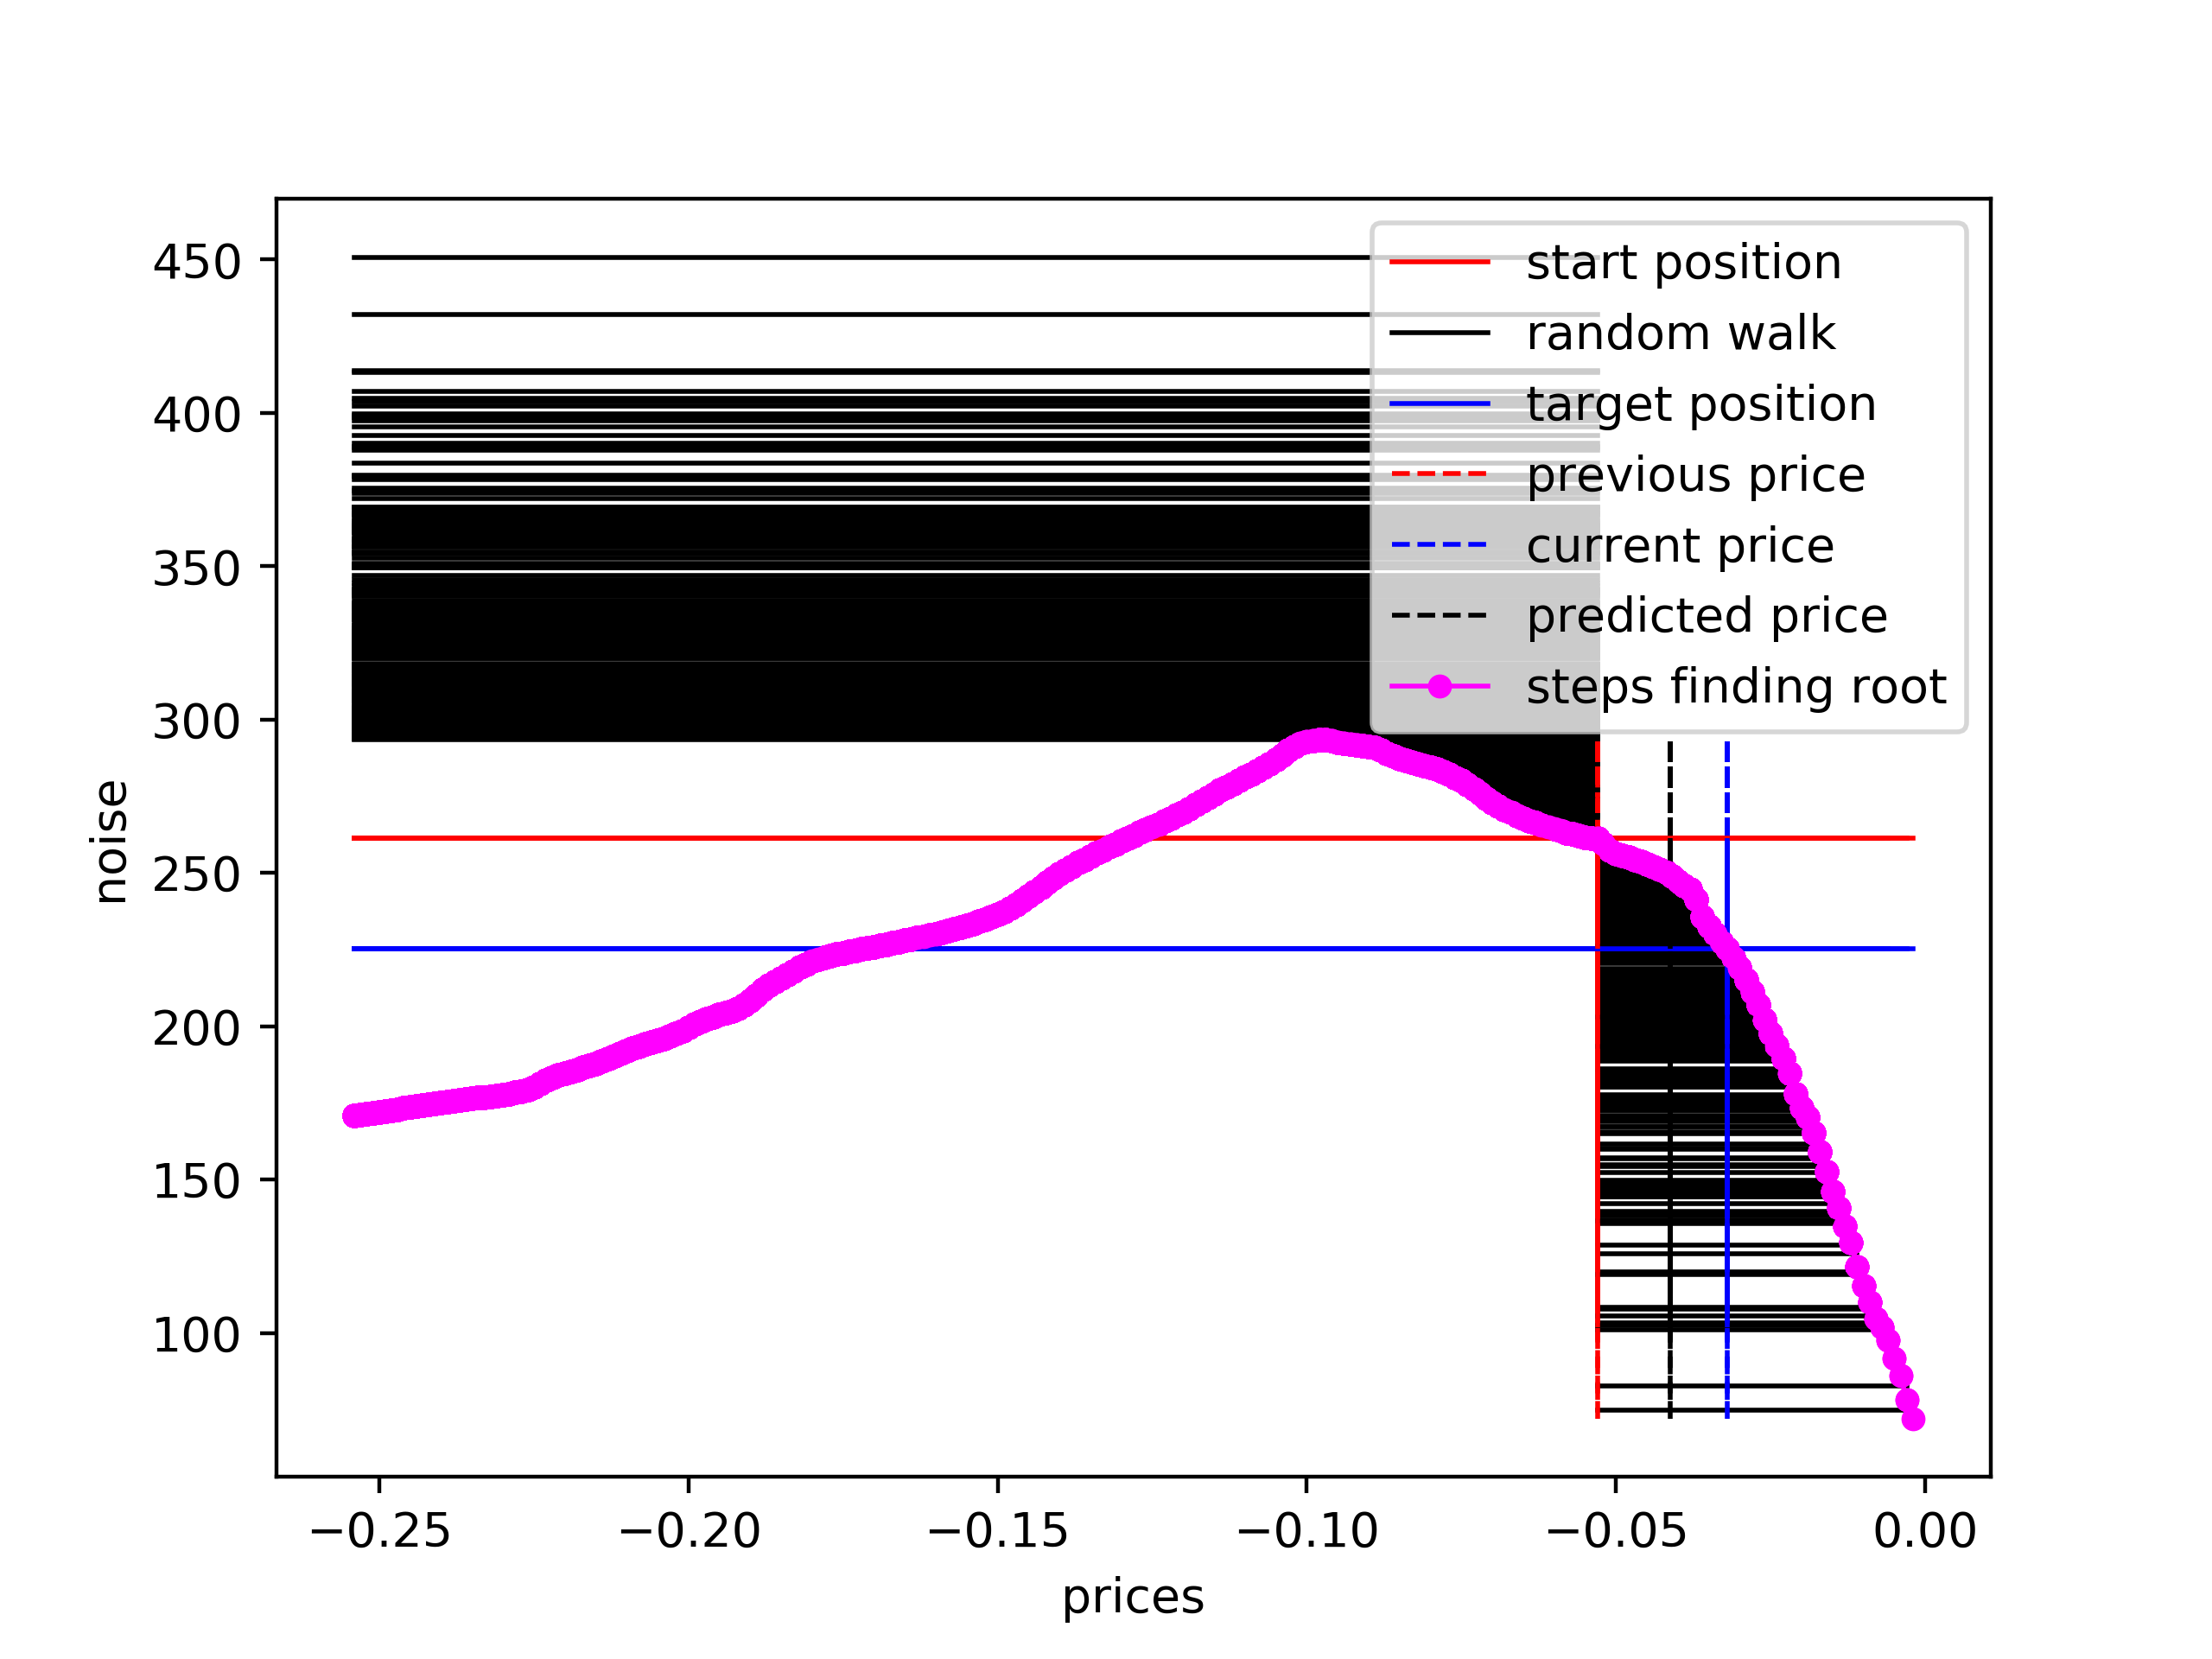 450
400
350
300
250
200
150
100
noise
start position
random walk
target position
previous price
current price
predicted price
steps finding root
−0.25 −0.20 −0.15 −0.10 −0.05 0.00
prices